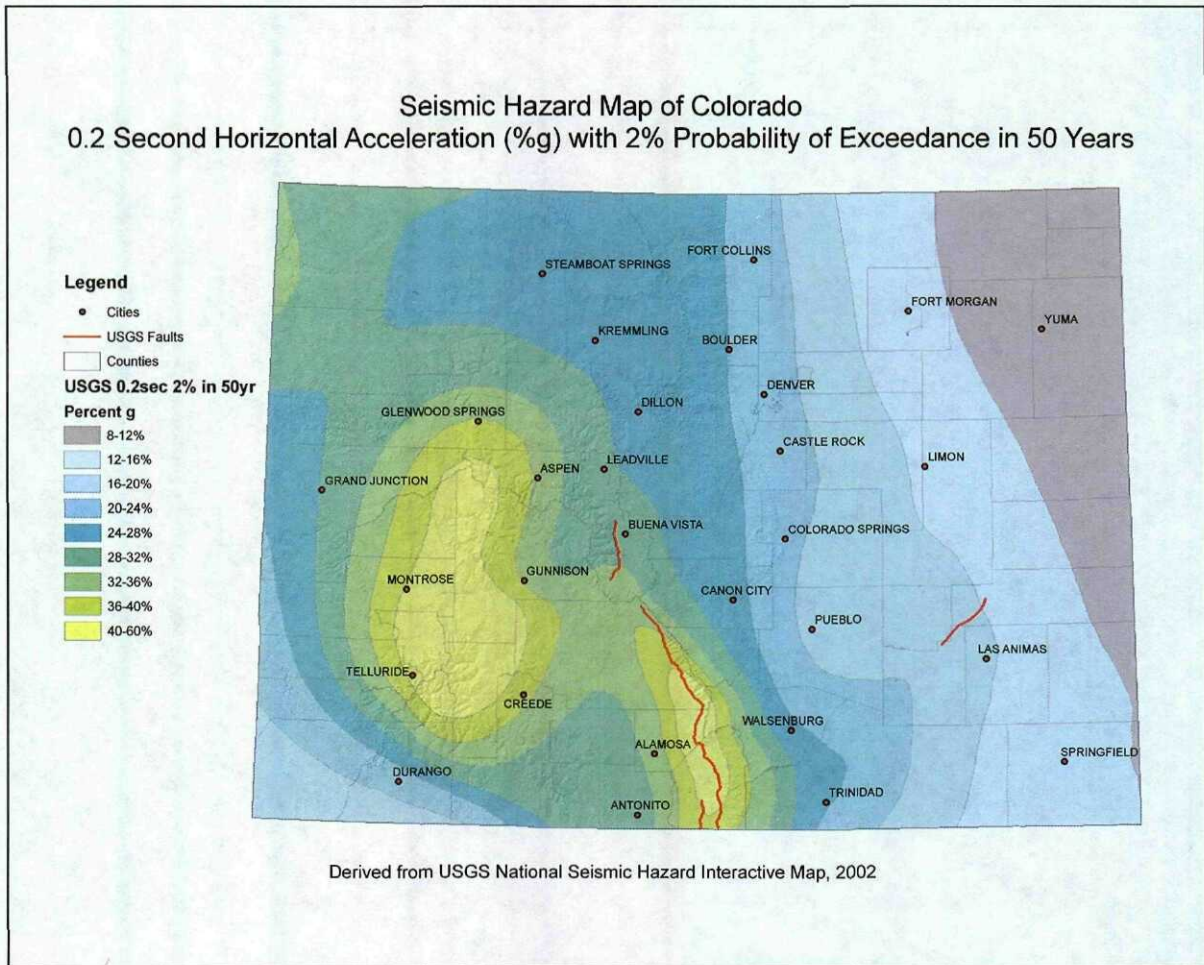 Seismic Hazard Map of Colorado
0.2 Second Horizontal Acceleration (%g) with 2% Probability of Exceedance in 50 Years
Legend
Cities
USGS Faults
Counties
USGS 0.2sec 2% in 50yr
Percent g
8-12%
12-16%
16-20%
20-24%
24-28%
28-32%
32-36%
36-40%
40-60%
FORT COLLINS
STEAMBOAT SPRINGS
FORT MORGAN
YUMA
KREMMLING
BOULDER
DENVER
DILLON
GLENWOOD SPRINGS
CASTLE ROCK
LIMON
LEADVILLE
ASPEN
GRAND JUNCTION
BUENA VISTA
COLORADO SPRINGS
GUNNISON
MONTROSE
CANON CITY
PUEBLO
LAS ANIMAS
TELLURIDE
CREEDE
WALSENBURG
ALAMOSA
SPRINGFIELD
DURANGO
TRINIDAD
ANTONITO
Derived from USGS National Seismic Hazard Interactive Map, 2002